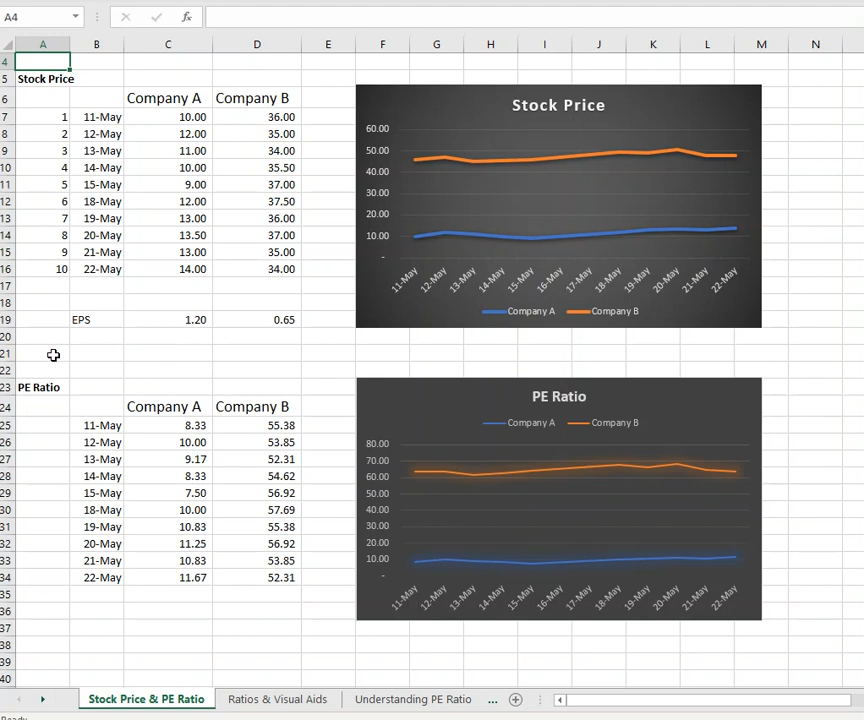 A4
fx
A B C D E F G H I J K L M N
4
5 Stock Price
6 Company A Company B
7 1 11-May 10.00 36.00
8 2 12-May 12.00 35.00
9 3 13-May 11.00 34.00
10 4 14-May 10.00 35.50
11 5 15-May 9.00 37.00
12 6 18-May 12.00 37.50
13 7 19-May 13.00 36.00
14 8 20-May 13.50 37.00
15 9 21-May 13.00 35.00
16 10 22-May 14.00 34.00
17
18
19 EPS 1.20 0.65
20
21
22
23 PE Ratio
24 Company A Company B
25 11-May 8.33 55.38
26 12-May 10.00 53.85
27 13-May 9.17 52.31
28 14-May 8.33 54.62
29 15-May 7.50 56.92
30 18-May 10.00 57.69
31 19-May 10.83 55.38
32 20-May 11.25 56.92
33 21-May 10.83 53.85
34 22-May 11.67 52.31
35
36
37
38
39
40
Stock Price
60.00
50.00
40.00
30.00
20.00
10.00
-
11-May 12-May 13-May 14-May 15-May 16-May 17-May 18-May 19-May 20-May 21-May 22-May
Company A Company B
PE Ratio
Company A Company B
80.00
70.00
60.00
50.00
40.00
30.00
20.00
10.00
-
11-May 12-May 13-May 14-May 15-May 16-May 17-May 18-May 19-May 20-May 21-May 22-May
Stock Price & PE Ratio Ratios & Visual Aids Understanding PE Ratio ...
Ready